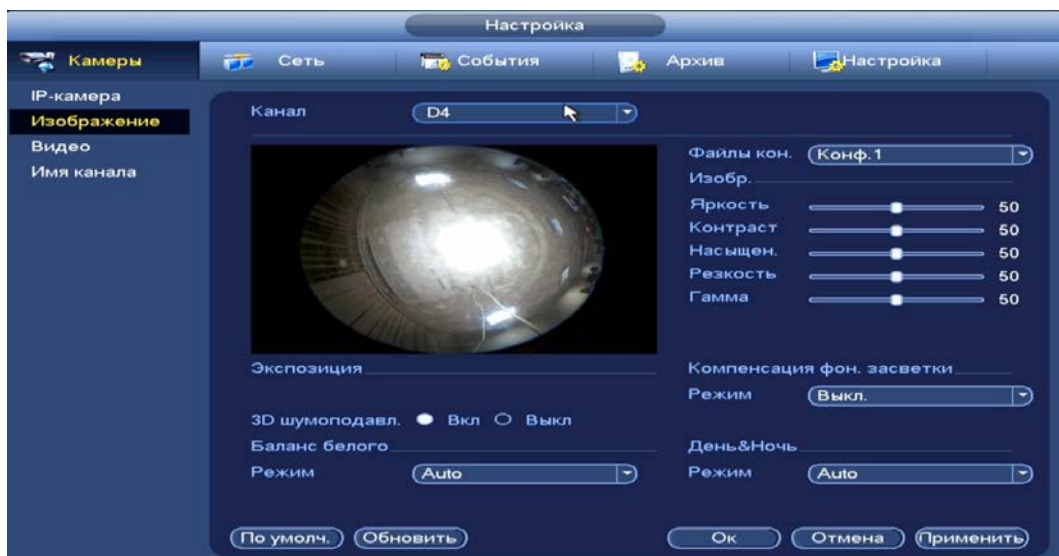 Настройка
Камеры Сеть События Архив Настройка
IP-камера
Изображение
Видео
Имя канала
Канал D4
Файлы кон. Конф.1
Изобр.
Яркость 50
Контраст 50
Насыщен. 50
Резкость 50
Гамма 50
Экспозиция
Компенсация фон. засветки
Режим Выкл.
3D шумоподавл. Вкл Выкл
Баланс белого День&Ночь
Режим Auto Режим Auto
По умолч. Обновить Ок Отмена Применить